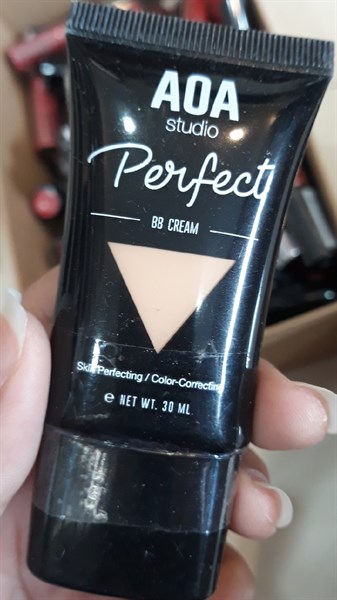 AOA
studio
Perfect
BB CREAM
Skin Perfecting / Color-Correcting
e NET WT. 30 ML